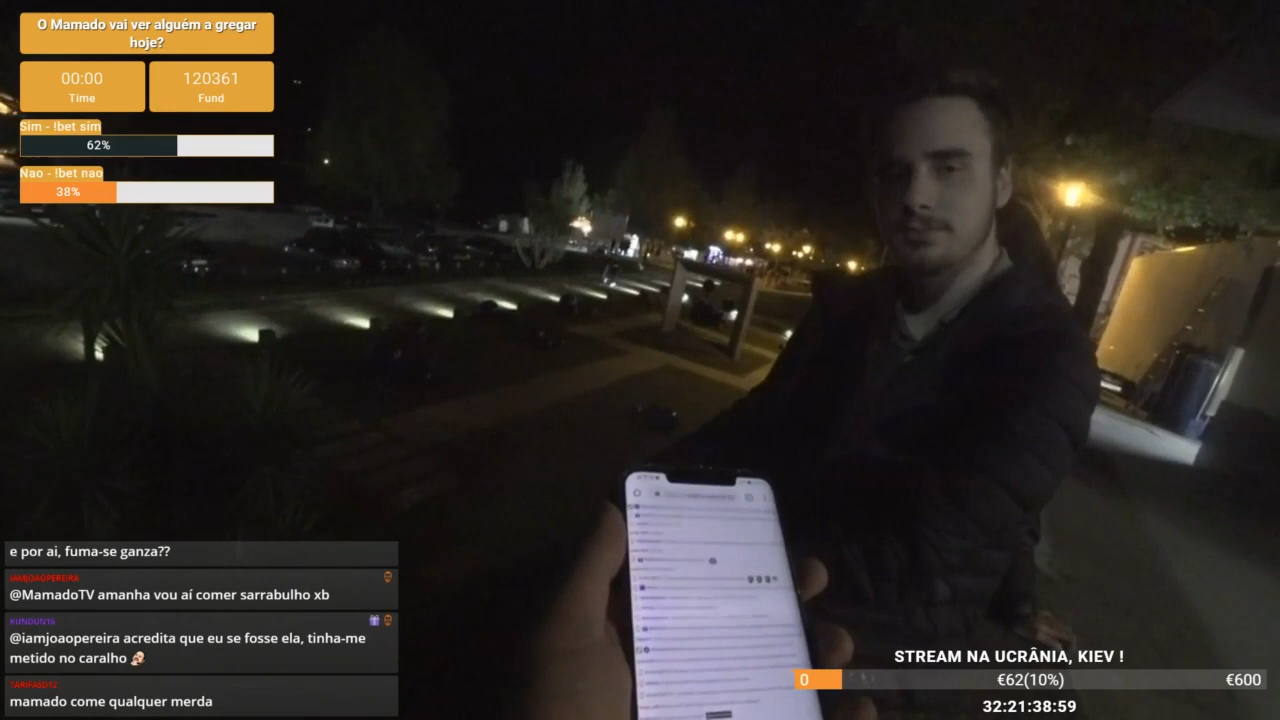 O Mamado vai ver alguém a gregar
hoje?
00:00
Time
120361
Fund
Sim - !bet sim
62%
Nao - !bet nao
38%
e por ai, fuma-se ganza??
IAMJOAOPEREIRA
@MamadoTV amanha vou aí comer sarrabulho xb
KUNDUN16
@iamjoaopereira acredita que eu se fosse ela, tinha-me
metido no caralho
mamado come qualquer merda
STREAM NA UCRÂNIA, KIEV !
0 €62(10%) €600
32:21:38:59